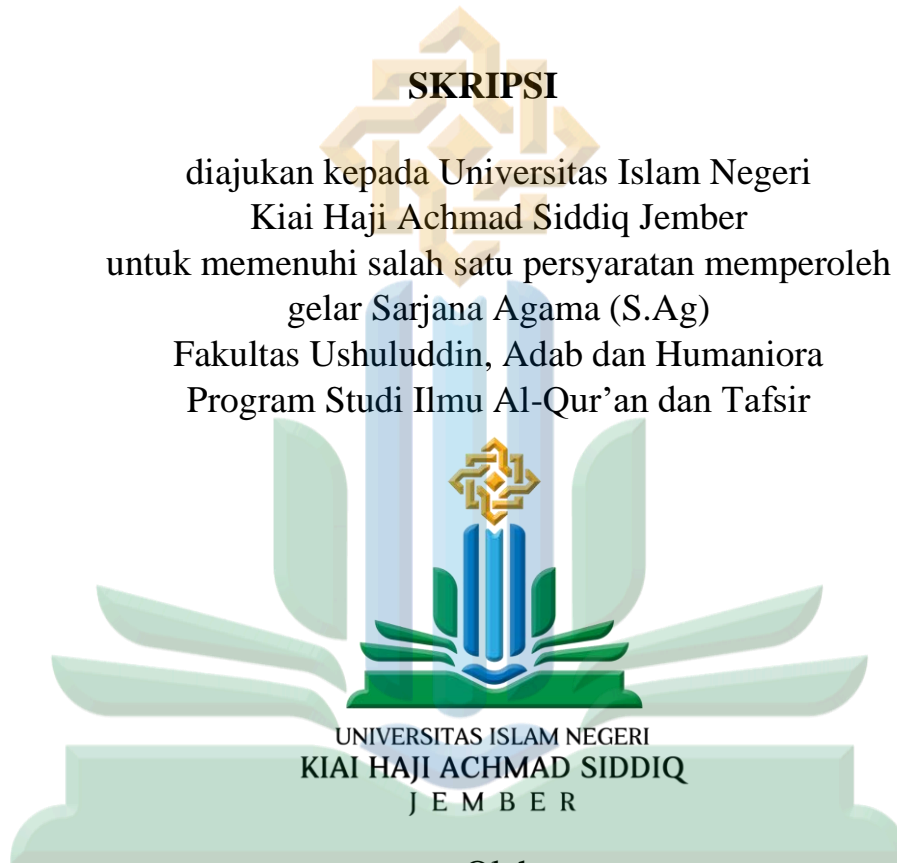 SKRIPSI
diajukan kepada Universitas Islam Negeri
Kiai Haji Achmad Siddiq Jember
untuk memenuhi salah satu persyaratan memperoleh
gelar Sarjana Agama (S.Ag)
Fakultas Ushuluddin, Adab dan Humaniora
Program Studi Ilmu Al-Qur’an dan Tafsir
UNIVERSITAS ISLAM NEGERI
KIAI HAJI ACHMAD SIDDIQ
JEMBER